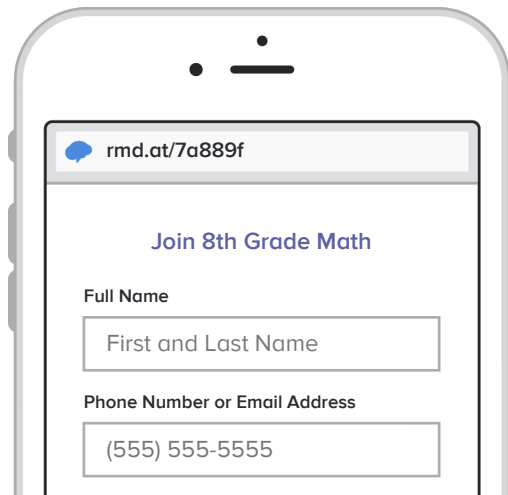 rmd.at/7a889f
Join 8th Grade Math
Full Name
First and Last Name
Phone Number or Email Address
(555) 555-5555